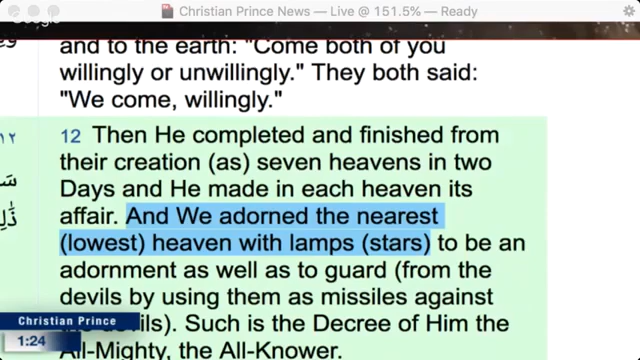 Christian Prince News — Live @ 151.5% — Ready
and to the earth: "Come both of you
willingly or unwillingly." They both said:
"We come, willingly."
12 Then He completed and finished from
their creation (as) seven heavens in two
Days and He made in each heaven its
affair. And We adorned the nearest
(lowest) heaven with lamps (stars) to be an
adornment as well as to guard (from the
devils by using them as missiles against
Such is the Decree of Him the
All-Mighty, the All-Knower.
١٢
Christian Prince
1:24